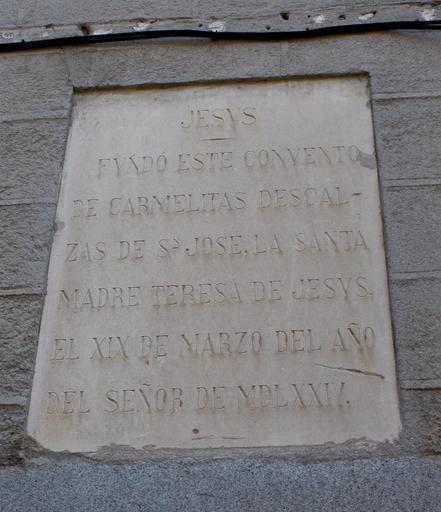 JESVS
FVNDÓ ESTE CONVENTO
DE CARMELITAS DESCAL-
ZAS DE Sⁿ JOSÉ, LA SANTA
MADRE TERESA DE JESVS.
EL XIX DE MARZO DEL AÑO
DEL SEÑOR DE MDLXXIV.